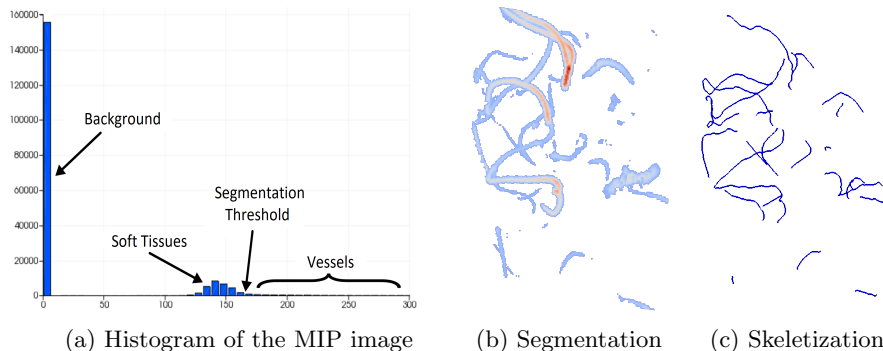 160000
140000
120000
100000
80000
60000
40000
20000
0
0
50
100
150
200
250
300
Background
Soft Tissues
Segmentation
Threshold
Vessels
(a) Histogram of the MIP image
(b) Segmentation
(c) Skeletization